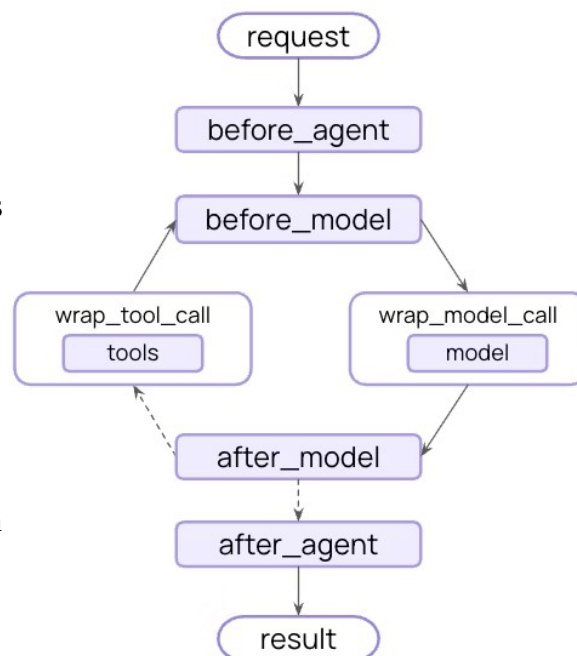 request
before_agent
before_model
wrap_tool_call
tools
wrap_model_call
model
after_model
after_agent
result